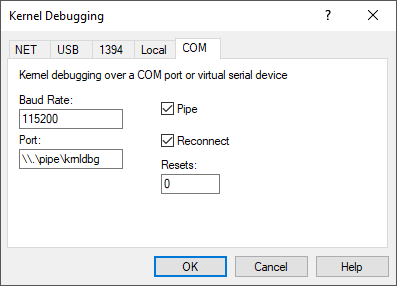 Kernel Debugging
? ×
NET USB 1394 Local COM
Kernel debugging over a COM port or virtual serial device
Baud Rate:
115200
Pipe
Port:
\\.\pipe\krnldbg
Reconnect
Resets:
0
OK Cancel Help